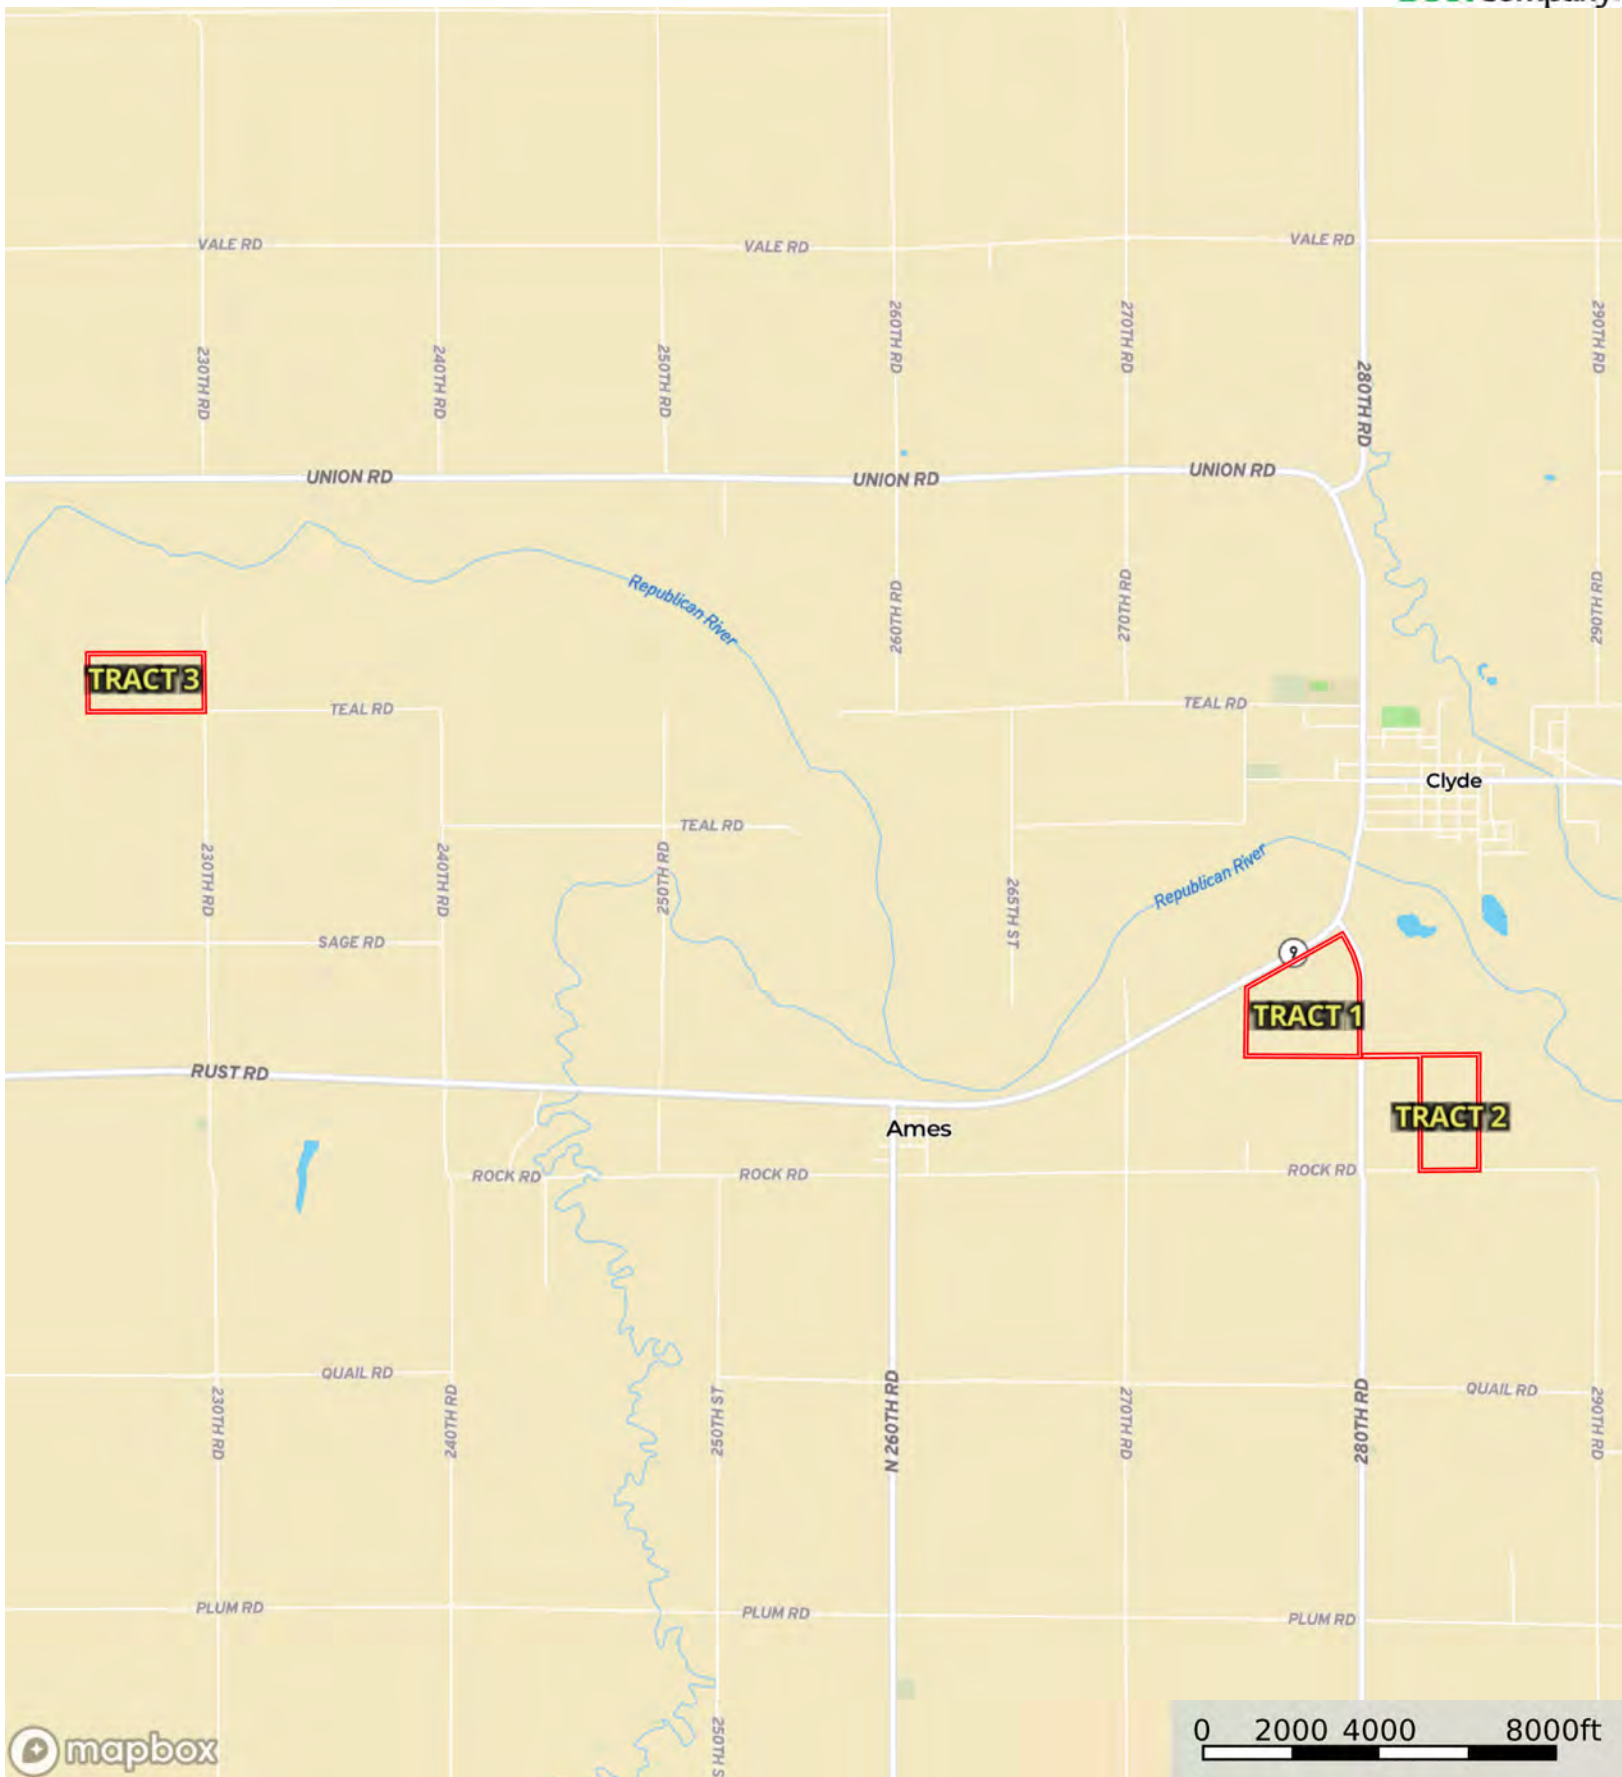 VALE RD
VALE RD
VALE RD
230TH RD
240TH RD
250TH RD
260TH RD
270TH RD
280TH RD
290TH RD
UNION RD
UNION RD
UNION RD
Republican River
260TH RD
270TH RD
290TH RD
TRACT 3
TEAL RD
TEAL RD
Clyde
TEAL RD
230TH RD
240TH RD
250TH RD
265TH ST
Republican River
SAGE RD
9
TRACT 1
RUST RD
TRACT 2
Ames
ROCK RD
ROCK RD
ROCK RD
QUAIL RD
QUAIL RD
230TH RD
240TH RD
250TH ST
N 260TH RD
270TH RD
280TH RD
290TH RD
PLUM RD
PLUM RD
PLUM RD
250TH S
0 2000 4000 8000ft
mapbox